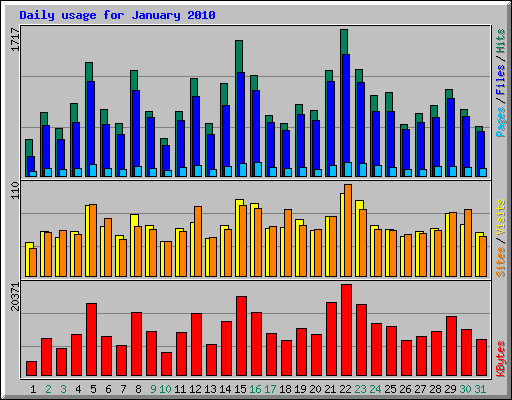 Daily usage for January 2010
1717
Pages / Files / Hits
110
Sites / Visits
20371
KBytes
1 2 3 4 5 6 7 8 9 10 11 12 13 14 15 16 17 18 19 20 21 22 23 24 25 26 27 28 29 30 31